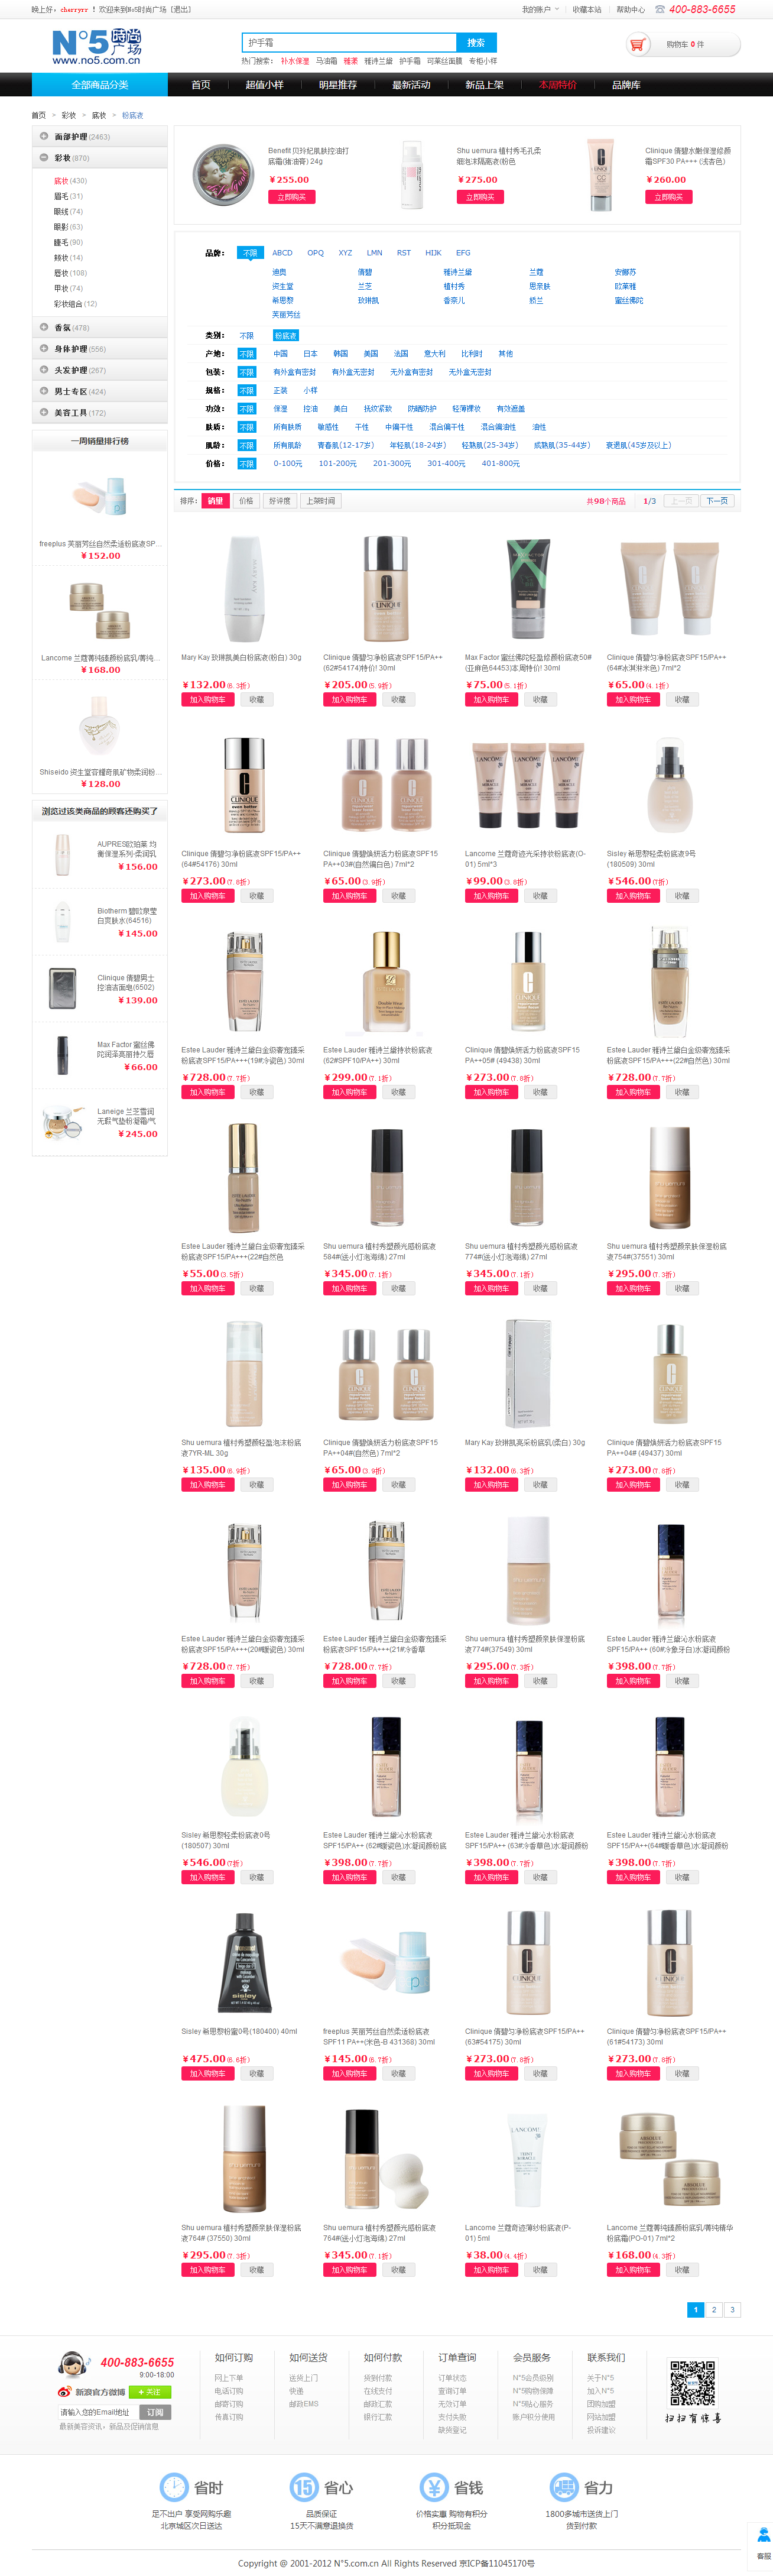 晚上好，cherryrr ！欢迎来到No5时尚广场 [退出]
我的账户 收藏本站 帮助中心 400-883-6655
N°5 時尚广场
www.no5.com.cn
护手霜 搜索
热门搜索： 补水保湿 马油霜 雅漾 雅诗兰黛 护手霜 可莱丝面膜 专柜小样
购物车 0 件
全部商品分类 首页 超值小样 明星推荐 最新活动 新品上架 本周特价 品牌库
首页 > 彩妆 > 底妆 > 粉底液
面部护理(2463)
彩妆(870)
底妆(430)
眉毛(31)
眼线(74)
眼影(63)
睫毛(90)
颊妆(14)
唇妆(108)
甲妆(74)
彩妆组合(12)
香氛(478)
身体护理(556)
头发护理(267)
男士专区(424)
美容工具(172)
一周销量排行榜
freeplus 芙丽芳丝自然柔适粉底液SP...
￥152.00
Lancome 兰蔻菁纯臻颜粉底乳/菁纯...
￥168.00
Shiseido 资生堂容耀奇肌矿物柔润粉...
￥128.00
浏览过该类商品的顾客还购买了
AUPRES欧珀莱 均衡保湿系列-柔润乳
￥156.00
Biotherm 碧欧泉莹白爽肤水(64516)
￥145.00
Clinique 倩碧男士控油洁面皂(6502)
￥139.00
Max Factor 蜜丝佛陀润泽亮丽持久唇
￥66.00
Laneige 兰芝雪润无瑕气垫粉凝霜/气
￥245.00
Benefit 贝玲妃肌肤控油打底霜(猪油膏) 24g
￥255.00
立即购买
Shu uemura 植村秀毛孔柔细泡沫隔离液(粉色
￥275.00
立即购买
Clinique 倩碧水嫩保湿修颜霜SPF30 PA+++ (浅杏色)
￥260.00
立即购买
品牌： 不限 ABCD OPQ XYZ LMN RST HIJK EFG
迪奥 倩碧 雅诗兰黛 兰蔻 安娜苏
资生堂 兰芝 植村秀 思亲肤 欧莱雅
希思黎 玫琳凯 香奈儿 娇兰 蜜丝佛陀
芙丽芳丝
类别： 不限 粉底液
产地： 不限 中国 日本 韩国 美国 法国 意大利 比利时 其他
包装： 不限 有外盒有密封 有外盒无密封 无外盒有密封 无外盒无密封
规格： 不限 正装 小样
功效： 不限 保湿 控油 美白 抚纹紧致 防晒防护 轻薄裸妆 有效遮盖
肤质： 不限 所有肤质 敏感性 干性 中偏干性 混合偏干性 混合偏油性 油性
肌龄： 不限 所有肌龄 青春肌(12-17岁) 年轻肌(18-24岁) 轻熟肌(25-34岁) 成熟肌(35-44岁) 衰退肌(45岁及以上)
价格： 不限 0-100元 101-200元 201-300元 301-400元 401-800元
排序： 销量 价格 好评度 上架时间 共98个商品 1/3 上一页 下一页
Mary Kay 玫琳凯美白粉底液(粉白) 30g
￥132.00(6.3折)
加入购物车 收藏
Clinique 倩碧匀净粉底液SPF15/PA++(62#54174)特价! 30ml
￥205.00(5.9折)
加入购物车 收藏
Max Factor 蜜丝佛陀轻盈修颜粉底液50#(亚麻色64453)本周特价! 30ml
￥75.00(5.1折)
加入购物车 收藏
Clinique 倩碧匀净粉底液SPF15/PA++(64#冰淇淋米色) 7ml*2
￥65.00(4.1折)
加入购物车 收藏
Clinique 倩碧匀净粉底液SPF15/PA++(64#54176) 30ml
￥273.00(7.8折)
加入购物车 收藏
Clinique 倩碧焕妍活力粉底液SPF15 PA++03#(自然偏白色) 7ml*2
￥65.00(3.9折)
加入购物车 收藏
Lancome 兰蔻奇迹光采持妆粉底液(O-01) 5ml*3
￥99.00(3.6折)
加入购物车 收藏
Sisley 希思黎轻柔粉底液9号(180509) 30ml
￥546.00(7折)
加入购物车 收藏
Estee Lauder 雅诗兰黛白金级奢宠臻采粉底液SPF15/PA+++(19#冷瓷色) 30ml
￥728.00(7.7折)
加入购物车 收藏
Estee Lauder 雅诗兰黛持妆粉底液(62#SPF10/PA++) 30ml
￥299.00(7.1折)
加入购物车 收藏
Clinique 倩碧焕妍活力粉底液SPF15 PA++05# (49438) 30ml
￥273.00(7.8折)
加入购物车 收藏
Estee Lauder 雅诗兰黛白金级奢宠臻采粉底液SPF15/PA+++(22#自然色) 30ml
￥728.00(7.7折)
加入购物车 收藏
Estee Lauder 雅诗兰黛白金级奢宠臻采粉底液SPF15/PA+++(22#自然色
￥55.00(3.5折)
加入购物车 收藏
Shu uemura 植村秀塑颜光感粉底液584#(送小灯泡海绵) 27ml
￥345.00(7.1折)
加入购物车 收藏
Shu uemura 植村秀塑颜光感粉底液774#(送小灯泡海绵) 27ml
￥345.00(7.1折)
加入购物车 收藏
Shu uemura 植村秀塑颜亲肤保湿粉底液754#(37551) 30ml
￥295.00(7.3折)
加入购物车 收藏
Shu uemura 植村秀塑颜轻盈泡沫粉底液7YR-ML 30g
￥135.00(6.9折)
加入购物车 收藏
Clinique 倩碧焕妍活力粉底液SPF15 PA++04#(自然色) 7ml*2
￥65.00(3.9折)
加入购物车 收藏
Mary Kay 玫琳凯亮采粉底乳(柔白) 30g
￥132.00(6.3折)
加入购物车 收藏
Clinique 倩碧焕妍活力粉底液SPF15 PA++04# (49437) 30ml
￥273.00(7.8折)
加入购物车 收藏
Estee Lauder 雅诗兰黛白金级奢宠臻采粉底液SPF15/PA+++(20#暖瓷色) 30ml
￥728.00(7.7折)
加入购物车 收藏
Estee Lauder 雅诗兰黛白金级奢宠臻采粉底液SPF15/PA+++(21#冷香草
￥728.00(7.7折)
加入购物车 收藏
Shu uemura 植村秀塑颜亲肤保湿粉底液774#(37549) 30ml
￥295.00(7.3折)
加入购物车 收藏
Estee Lauder 雅诗兰黛沁水粉底液SPF15/PA++ (60#冷象牙白)水凝润颜粉
￥398.00(7.7折)
加入购物车 收藏
Sisley 希思黎轻柔粉底液0号(180507) 30ml
￥546.00(7折)
加入购物车 收藏
Estee Lauder 雅诗兰黛沁水粉底液SPF15/PA++ (62#暖瓷色)水凝润颜粉底
￥398.00(7.7折)
加入购物车 收藏
Estee Lauder 雅诗兰黛沁水粉底液SPF15/PA++ (63#冷香草色)水凝润颜粉
￥398.00(7.7折)
加入购物车 收藏
Estee Lauder 雅诗兰黛沁水粉底液SPF15/PA++(64#暖香草色)水凝润颜粉
￥398.00(7.7折)
加入购物车 收藏
Sisley 希思黎粉蜜0号(180400) 40ml
￥475.00(6.6折)
加入购物车 收藏
freeplus 芙丽芳丝自然柔适粉底液SPF11 PA++(米色-B 431368) 30ml
￥145.00(6.7折)
加入购物车 收藏
Clinique 倩碧匀净粉底液SPF15/PA++(63#54175) 30ml
￥273.00(7.8折)
加入购物车 收藏
Clinique 倩碧匀净粉底液SPF15/PA++(61#54173) 30ml
￥273.00(7.8折)
加入购物车 收藏
Shu uemura 植村秀塑颜亲肤保湿粉底液764# (37550) 30ml
￥295.00(7.3折)
加入购物车 收藏
Shu uemura 植村秀塑颜光感粉底液764#(送小灯泡海绵) 27ml
￥345.00(7.1折)
加入购物车 收藏
Lancome 兰蔻奇迹薄纱粉底液(P-01) 5ml
￥38.00(4.4折)
加入购物车 收藏
Lancome 兰蔻菁纯臻颜粉底乳/菁纯精华粉底霜(PO-01) 7ml*2
￥168.00(4.3折)
加入购物车 收藏
1 2 3
400-883-6655
9:00-18:00
新浪官方微博 + 关注
请输入您的Email地址 订阅
最新美容资讯，新品及促销信息
如何订购
网上下单
电话订购
邮寄订购
传真订购
如何送货
送货上门
快递
邮政EMS
如何付款
货到付款
在线支付
邮政汇款
银行汇款
订单查询
订单状态
查询订单
无效订单
支付失败
缺货登记
会员服务
N°5会员级别
N°5购物保障
N°5贴心服务
账户积分使用
联系我们
关于N°5
加入N°5
团购加盟
网站加盟
投诉建议
扫扫有惊喜
省时
足不出户 享受网购乐趣
北京城区次日送达
省心
品质保证
15天不满意退换货
省钱
价格实惠 购物有积分
积分抵现金
省力
1800多城市送货上门
货到付款
客服
Copyright @ 2001-2012 N°5.com.cn All Rights Reserved 京ICP备11045170号